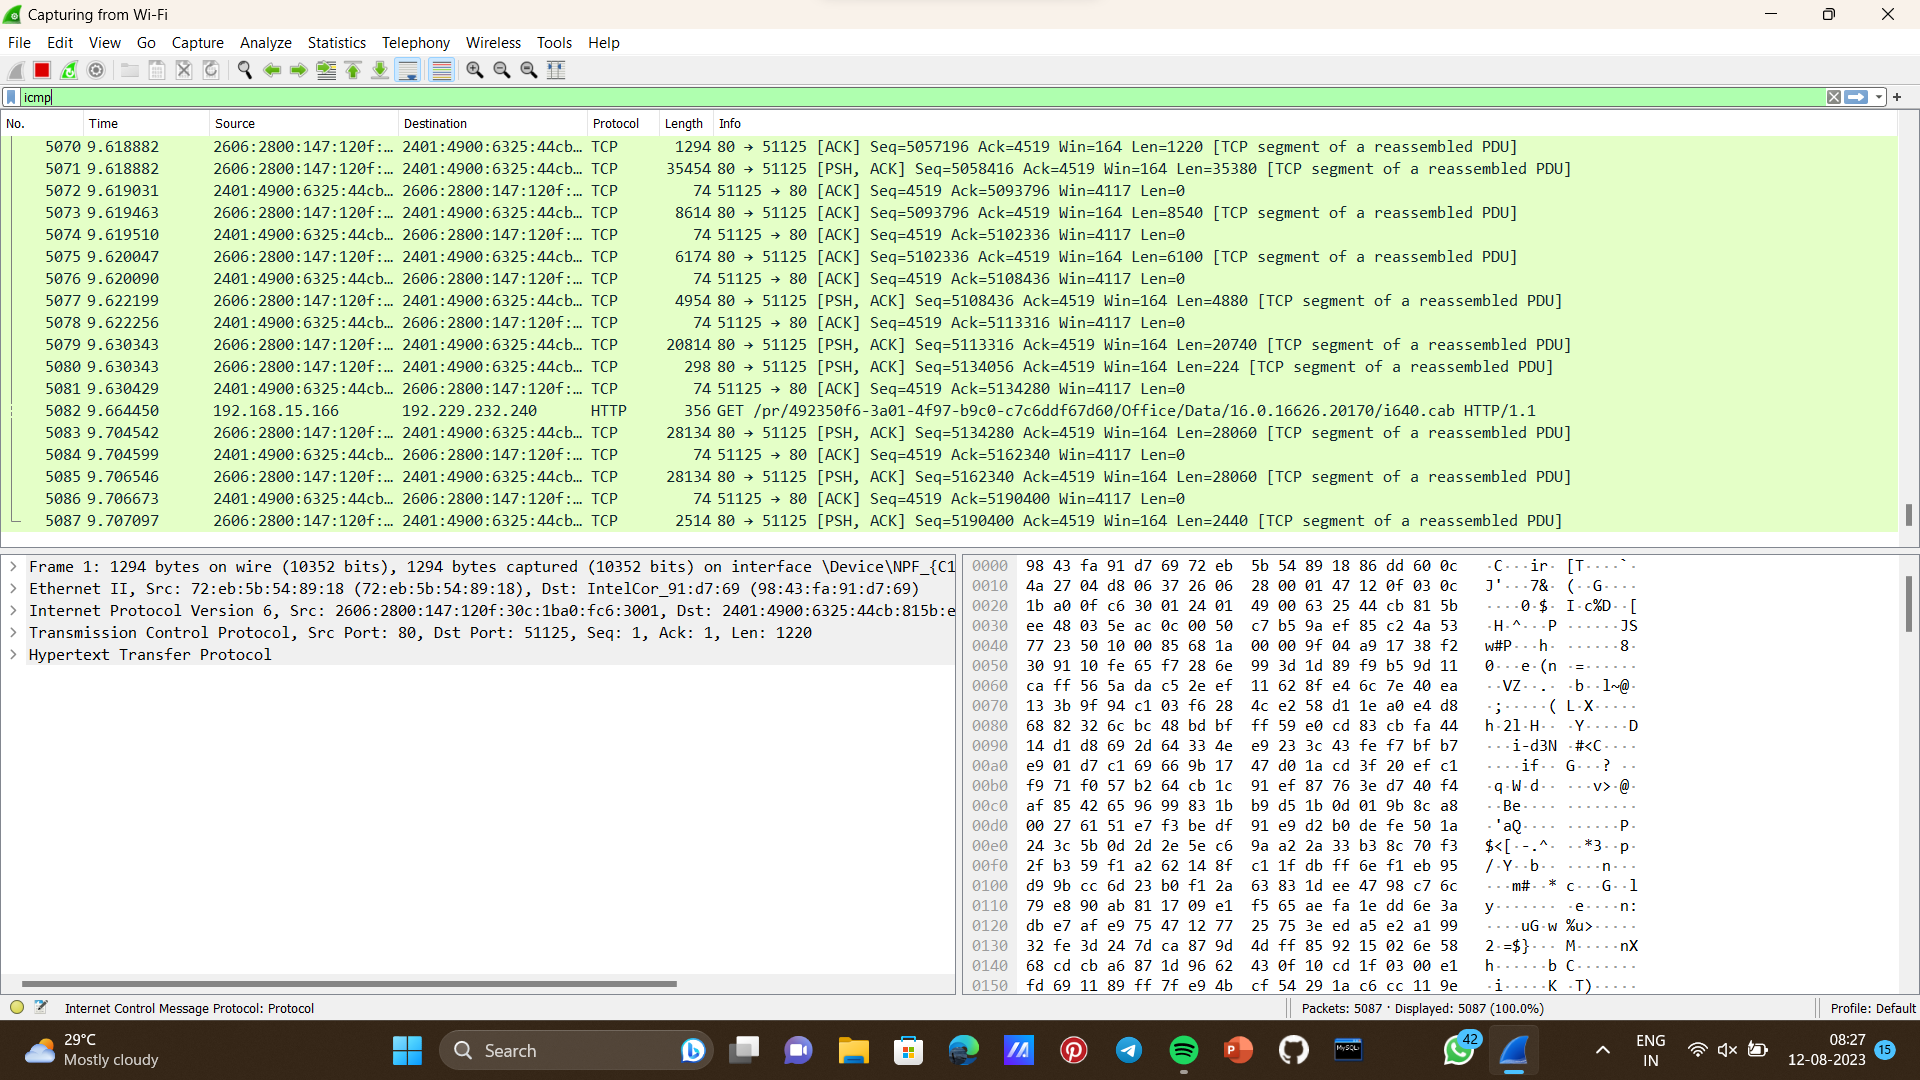 Capturing from Wi-Fi
File Edit View Go Capture Analyze Statistics Telephony Wireless Tools Help
icmp
No. Time Source Destination Protocol Length Info
5070 9.618882 2606:2800:147:120f:… 2401:4900:6325:44cb… TCP 1294 80 → 51125 [ACK] Seq=5057196 Ack=4519 Win=164 Len=1220 [TCP segment of a reassembled PDU]
5071 9.618882 2606:2800:147:120f:… 2401:4900:6325:44cb… TCP 35454 80 → 51125 [PSH, ACK] Seq=5058416 Ack=4519 Win=164 Len=35380 [TCP segment of a reassembled PDU]
5072 9.619031 2401:4900:6325:44cb… 2606:2800:147:120f:… TCP 74 51125 → 80 [ACK] Seq=4519 Ack=5093796 Win=4117 Len=0
5073 9.619463 2606:2800:147:120f:… 2401:4900:6325:44cb… TCP 8614 80 → 51125 [PSH, ACK] Seq=5093796 Ack=4519 Win=164 Len=8540 [TCP segment of a reassembled PDU]
5074 9.619510 2401:4900:6325:44cb… 2606:2800:147:120f:… TCP 74 51125 → 80 [ACK] Seq=4519 Ack=5102336 Win=4117 Len=0
5075 9.620047 2606:2800:147:120f:… 2401:4900:6325:44cb… TCP 6174 80 → 51125 [PSH, ACK] Seq=5102336 Ack=4519 Win=164 Len=6100 [TCP segment of a reassembled PDU]
5076 9.620090 2401:4900:6325:44cb… 2606:2800:147:120f:… TCP 74 51125 → 80 [ACK] Seq=4519 Ack=5108436 Win=4117 Len=0
5077 9.622199 2606:2800:147:120f:… 2401:4900:6325:44cb… TCP 4954 80 → 51125 [PSH, ACK] Seq=5108436 Ack=4519 Win=164 Len=4880 [TCP segment of a reassembled PDU]
5078 9.622256 2401:4900:6325:44cb… 2606:2800:147:120f:… TCP 74 51125 → 80 [ACK] Seq=4519 Ack=5113316 Win=4117 Len=0
5079 9.630343 2606:2800:147:120f:… 2401:4900:6325:44cb… TCP 20814 80 → 51125 [PSH, ACK] Seq=5113316 Ack=4519 Win=164 Len=20740 [TCP segment of a reassembled PDU]
5080 9.630343 2606:2800:147:120f:… 2401:4900:6325:44cb… TCP 298 80 → 51125 [PSH, ACK] Seq=5134056 Ack=4519 Win=164 Len=224 [TCP segment of a reassembled PDU]
5081 9.630429 2401:4900:6325:44cb… 2606:2800:147:120f:… TCP 74 51125 → 80 [ACK] Seq=4519 Ack=5134280 Win=4117 Len=0
5082 9.664450 192.168.15.166 192.229.232.240 HTTP 356 GET /pr/492350f6-3a01-4f97-b9c0-c7c6ddf67d60/Office/Data/16.0.16626.20170/i640.cab HTTP/1.1
5083 9.704542 2606:2800:147:120f:… 2401:4900:6325:44cb… TCP 28134 80 → 51125 [PSH, ACK] Seq=5134280 Ack=4519 Win=164 Len=28060 [TCP segment of a reassembled PDU]
5084 9.704599 2401:4900:6325:44cb… 2606:2800:147:120f:… TCP 74 51125 → 80 [ACK] Seq=4519 Ack=5162340 Win=4117 Len=0
5085 9.706546 2606:2800:147:120f:… 2401:4900:6325:44cb… TCP 28134 80 → 51125 [PSH, ACK] Seq=5162340 Ack=4519 Win=164 Len=28060 [TCP segment of a reassembled PDU]
5086 9.706673 2401:4900:6325:44cb… 2606:2800:147:120f:… TCP 74 51125 → 80 [ACK] Seq=4519 Ack=5190400 Win=4117 Len=0
5087 9.707097 2606:2800:147:120f:… 2401:4900:6325:44cb… TCP 2514 80 → 51125 [PSH, ACK] Seq=5190400 Ack=4519 Win=164 Len=2440 [TCP segment of a reassembled PDU]
Frame 1: 1294 bytes on wire (10352 bits), 1294 bytes captured (10352 bits) on interface \Device\NPF_{C1
Ethernet II, Src: 72:eb:5b:54:89:18 (72:eb:5b:54:89:18), Dst: IntelCor_91:d7:69 (98:43:fa:91:d7:69)
Internet Protocol Version 6, Src: 2606:2800:147:120f:30c:1ba0:fc6:3001, Dst: 2401:4900:6325:44cb:815b:e
Transmission Control Protocol, Src Port: 80, Dst Port: 51125, Seq: 1, Ack: 1, Len: 1220
Hypertext Transfer Protocol
0000 98 43 fa 91 d7 69 72 eb 5b 54 89 18 86 dd 60 0c ·C···ir· [T····`·
0010 4a 27 04 d8 06 37 26 06 28 00 01 47 12 0f 03 0c J'···7&· (··G····
0020 1b a0 0f c6 30 01 24 01 49 00 63 25 44 cb 81 5b ····0·$· I·c%D··[
0030 ee 48 03 5e ac 0c 00 50 c7 b5 9a ef 85 c2 4a 53 ·H·^···P ······JS
0040 77 23 50 10 00 85 68 1a 00 00 9f 04 a9 17 38 f2 w#P···h· ······8·
0050 30 91 10 fe 65 f7 28 6e 99 3d 1d 89 f9 b5 9d 11 0···e·(n ·=······
0060 ca ff 56 5a da c5 2e ef 11 62 8f e4 6c 7e 40 ea ··VZ··.· ·b··l~@·
0070 13 3b 9f 94 c1 03 f6 28 4c e2 58 d1 1e a0 e4 d8 ·;·····( L·X·····
0080 68 82 32 6c bc 48 bd bf ff 59 e0 cd 83 cb fa 44 h·2l·H·· ·Y·····D
0090 14 d1 d8 69 2d 64 33 4e e9 23 3c 43 fe f7 bf b7 ···i-d3N ·#<C····
00a0 e9 01 d7 c1 69 66 9b 17 47 d0 1a cd 3f 20 ef c1 ····if·· G···? ··
00b0 f9 71 f0 57 b2 64 cb 1c 91 ef 87 76 3e d7 40 f4 ·q·W·d·· ···v>·@·
00c0 af 85 42 65 96 99 83 1b b9 d5 1b 0d 01 9b 8c a8 ··Be···· ········
00d0 00 27 61 51 e7 f3 be df 91 e9 d2 b0 de fe 50 1a ·'aQ···· ······P·
00e0 24 3c 5b 0d 2d 2e 5e c6 9a a2 2a 33 b3 8c 70 f3 $<[·-.^· ··*3··p·
00f0 2f b3 59 f1 a2 62 14 8f c1 1f db ff 6e f1 eb 95 /·Y··b·· ····n···
0100 d9 9b cc 6d 23 b0 f1 2a 63 83 1d ee 47 98 c7 6c ···m#··* c···G··l
0110 79 e8 90 ab 81 17 09 e1 f5 65 ae fa 1e dd 6e 3a y······· ·e····n:
0120 db e7 af e9 75 47 12 77 25 75 3e ed a5 e2 a1 99 ····uG·w %u>·····
0130 32 fe 3d 24 7d ca 87 9d 4d ff 85 92 15 02 6e 58 2·=$}··· M·····nX
0140 68 cd cb a6 87 1d 96 62 43 0f 10 cd 1f 03 00 e1 h······b C·······
0150 fd 69 11 89 ff 7f e9 4b cf 54 29 1a c6 cc 11 9e ·i·····K ·T)·····
Internet Control Message Protocol: Protocol
Packets: 5087 · Displayed: 5087 (100.0%)
Profile: Default
29°C
Mostly cloudy
Search
MySQL
42
ENG
IN
08:27
12-08-2023
15